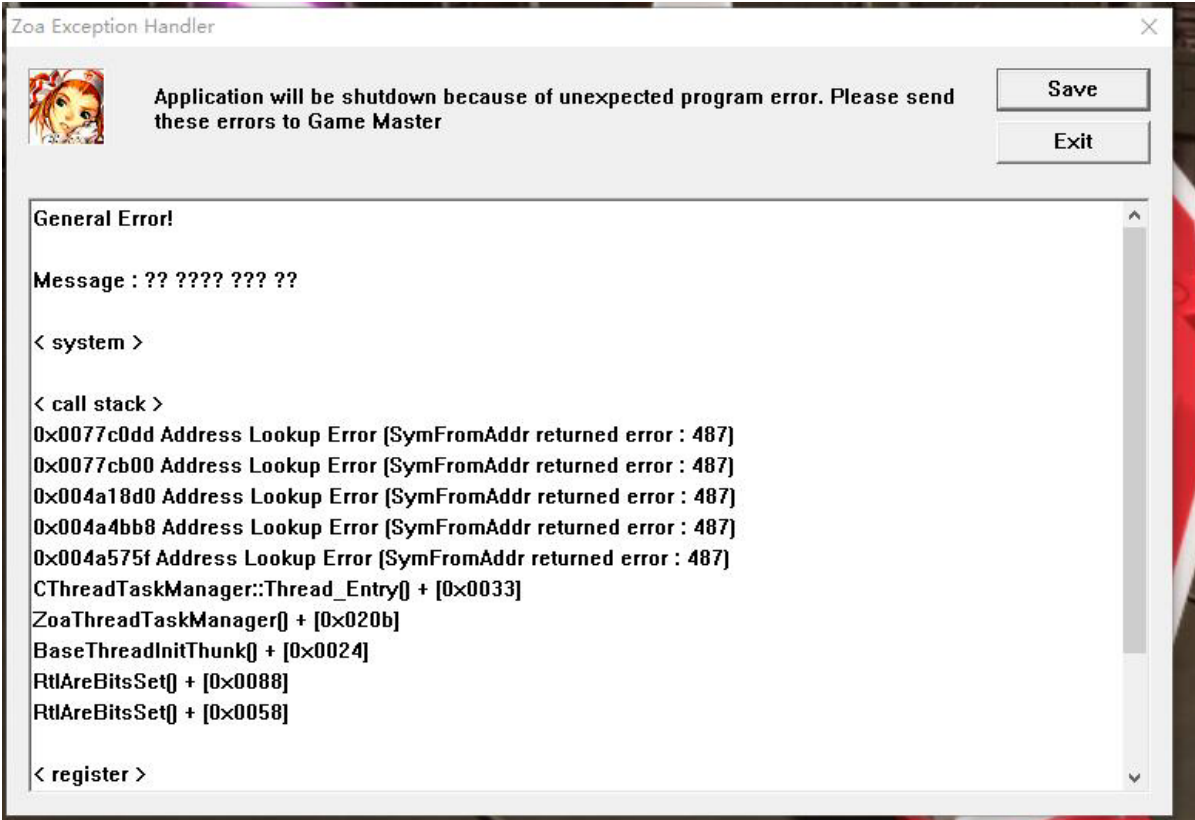 Zoa Exception Handler
Application will be shutdown because of unexpected program error. Please send
these errors to Game Master
Save
Exit
General Error!
Message : ?? ???? ??? ??
< system >
< call stack >
0x0077c0dd Address Lookup Error (SymFromAddr returned error : 487)
0x0077cb00 Address Lookup Error (SymFromAddr returned error : 487)
0x004a18d0 Address Lookup Error (SymFromAddr returned error : 487)
0x004a4bb8 Address Lookup Error (SymFromAddr returned error : 487)
0x004a575f Address Lookup Error (SymFromAddr returned error : 487)
CThreadTaskManager::Thread_Entry() + [0x0033]
ZoaThreadTaskManager() + [0x020b]
BaseThreadInitThunk() + [0x0024]
RtlAreBitsSet() + [0x0088]
RtlAreBitsSet() + [0x0058]
< register >